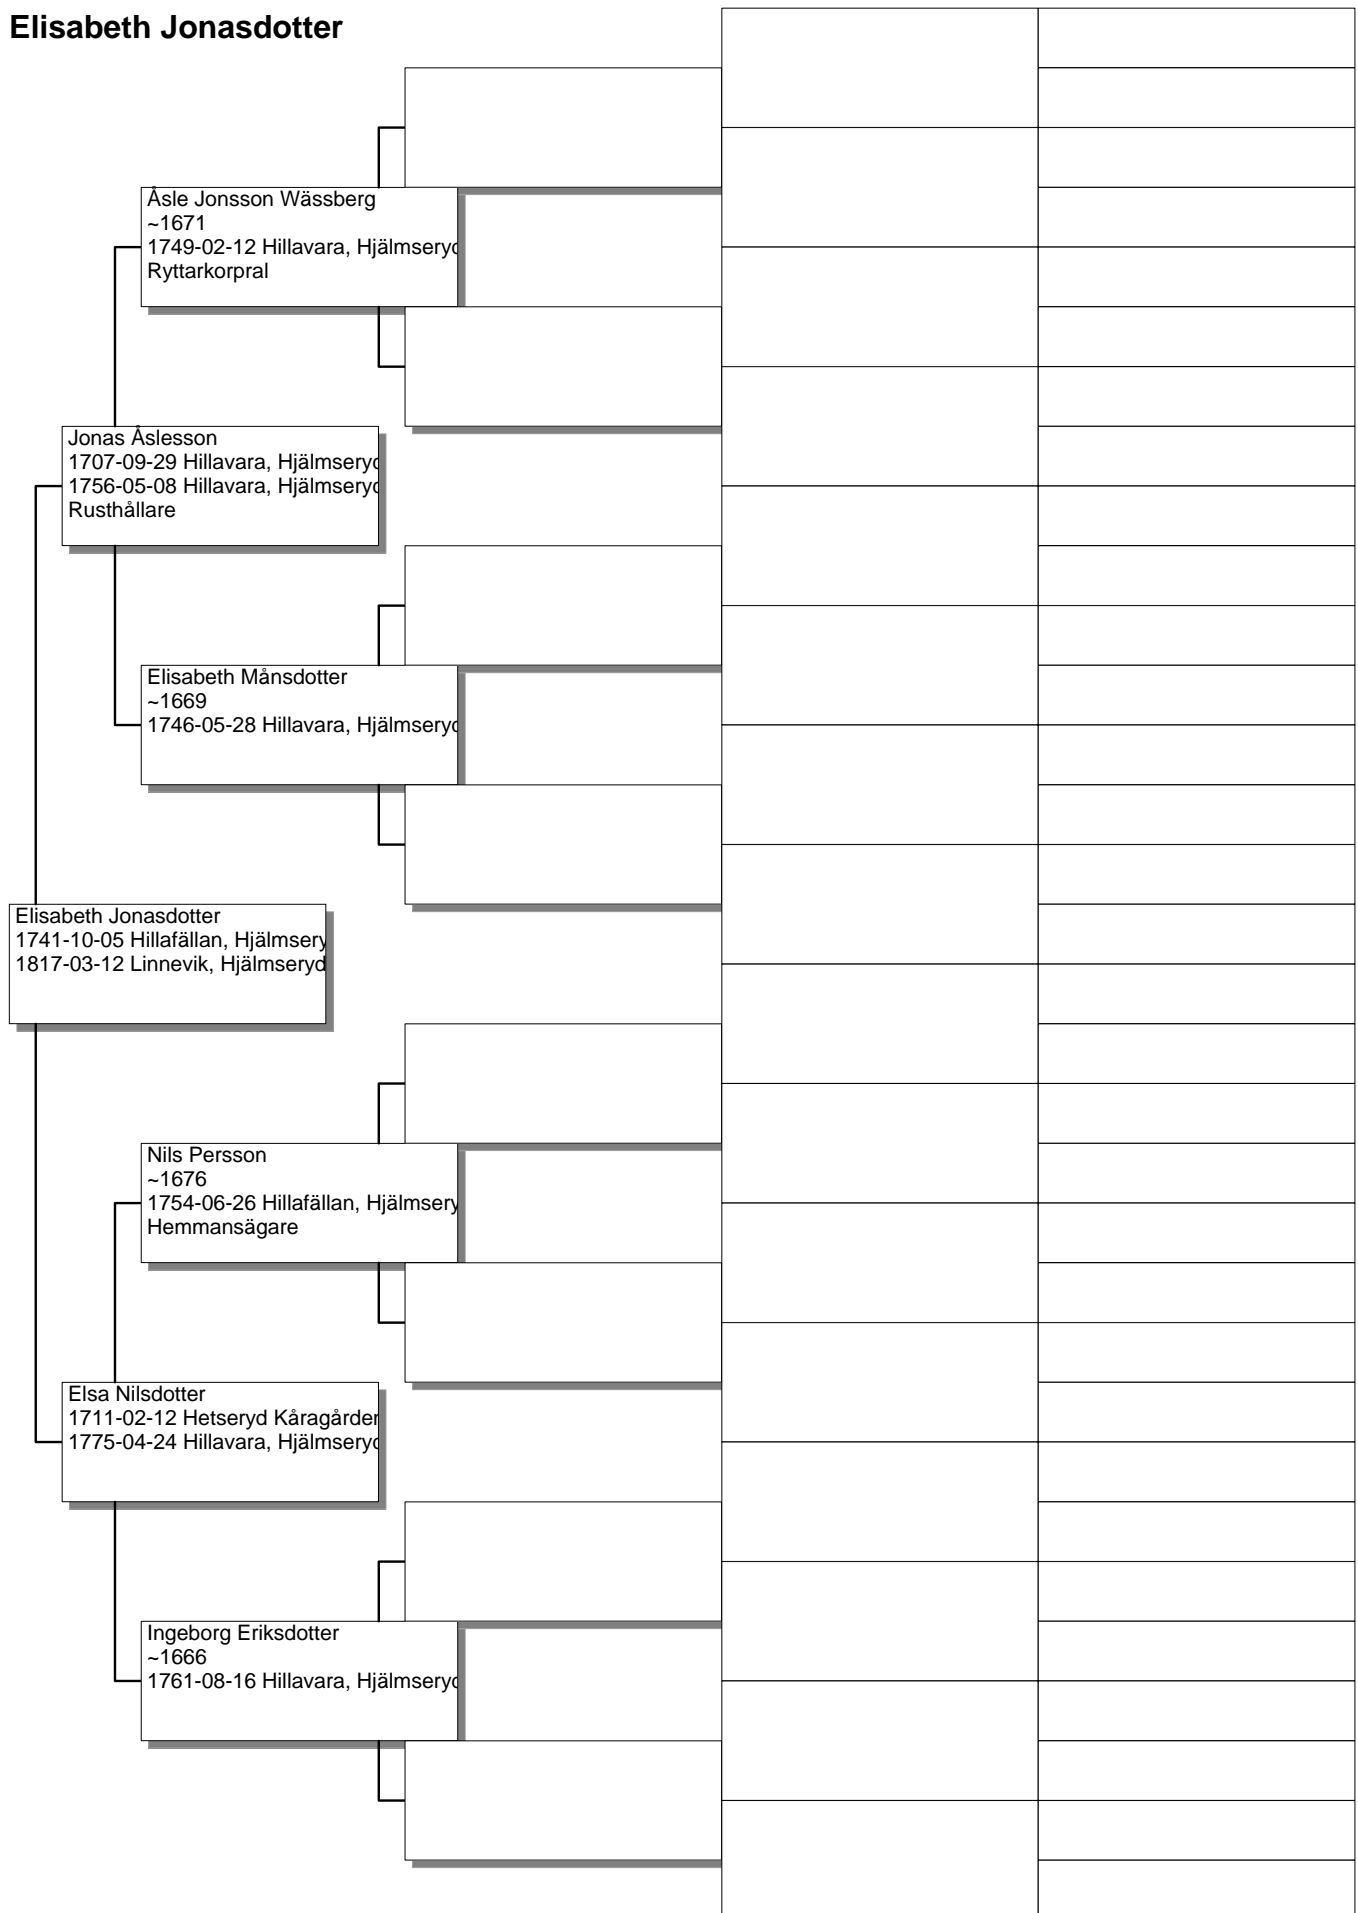 Elisabeth Jonasdotter
Åsle Jonsson Wässberg
~1671
1749-02-12 Hillavara, Hjälmseryd
Ryttarkorpral
Jonas Åslesson
1707-09-29 Hillavara, Hjälmseryd
1756-05-08 Hillavara, Hjälmseryd
Rusthållare
Elisabeth Månsdotter
~1669
1746-05-28 Hillavara, Hjälmseryd
Elisabeth Jonasdotter
1741-10-05 Hillafällan, Hjälmsery
1817-03-12 Linnevik, Hjälmseryd
Nils Persson
~1676
1754-06-26 Hillafällan, Hjälmsery
Hemmansägare
Elsa Nilsdotter
1711-02-12 Hetseryd Kåragården
1775-04-24 Hillavara, Hjälmseryd
Ingeborg Eriksdotter
~1666
1761-08-16 Hillavara, Hjälmseryd